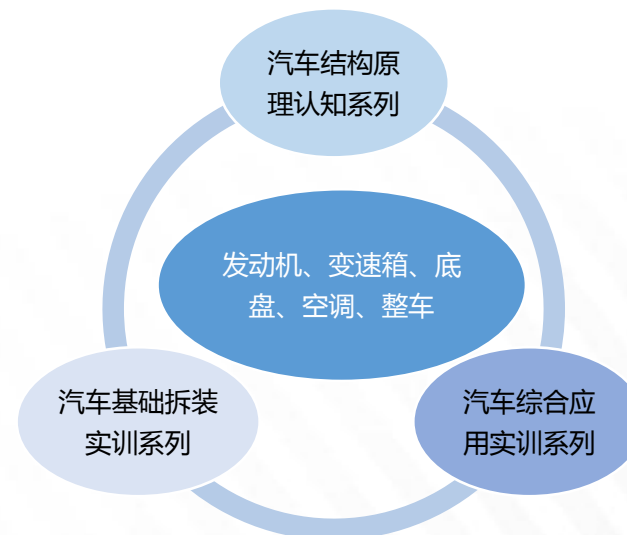 汽车结构原
理认知系列
发动机、变速箱、底
盘、空调、整车
汽车基础拆装
实训系列
汽车综合应
用实训系列